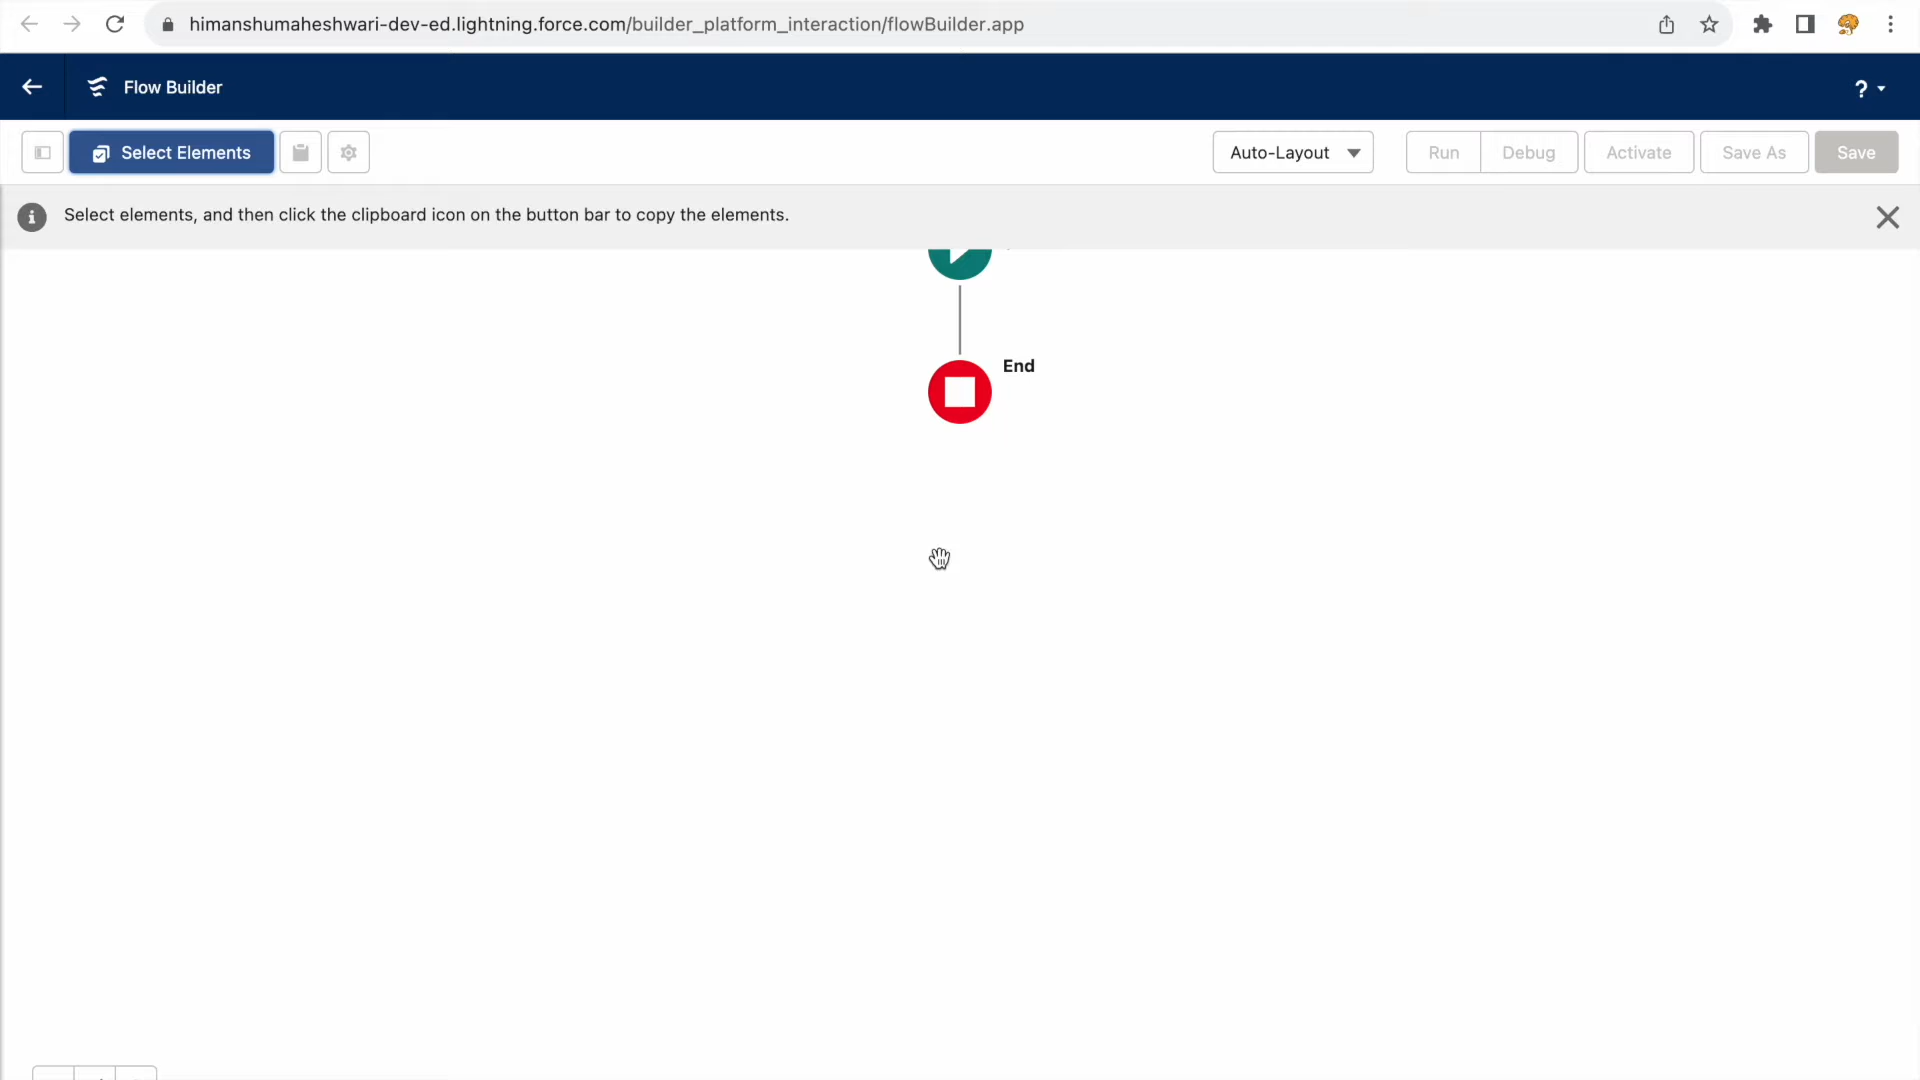 himanshumaheshwari-dev-ed.lightning.force.com/builder_platform_interaction/flowBuilder.app
Flow Builder
?
Select Elements
Auto-Layout
Run
Debug
Activate
Save As
Save
Select elements, and then click the clipboard icon on the button bar to copy the elements.
End